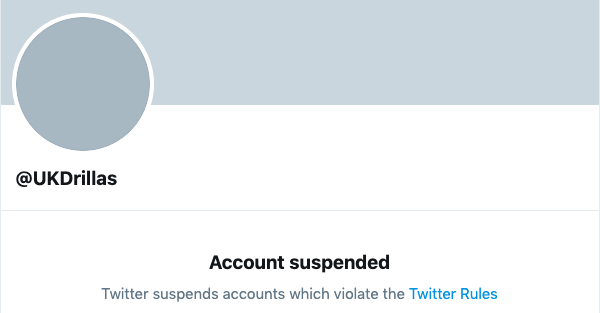 @UKDrillas
Account suspended
Twitter suspends accounts which violate the Twitter Rules